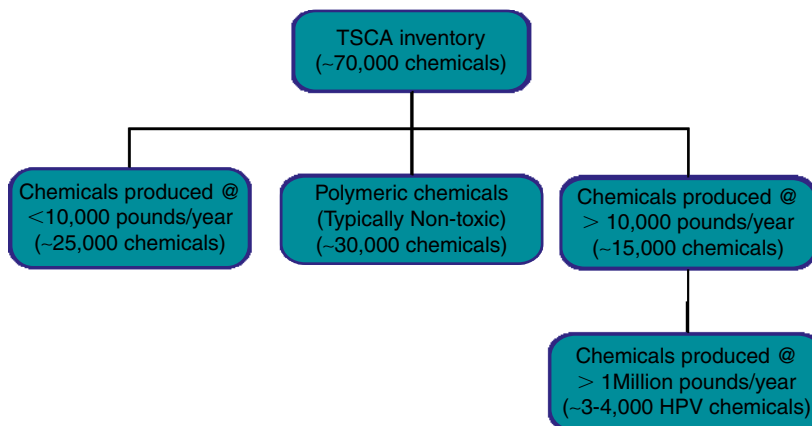 TSCA inventory
(~70,000 chemicals)
Chemicals produced @
<10,000 pounds/year
(~25,000 chemicals)
Polymeric chemicals
(Typically Non-toxic)
(~30,000 chemicals)
Chemicals produced @
> 10,000 pounds/year
(~15,000 chemicals)
Chemicals produced @
> 1Million pounds/year
(~3-4,000 HPV chemicals)